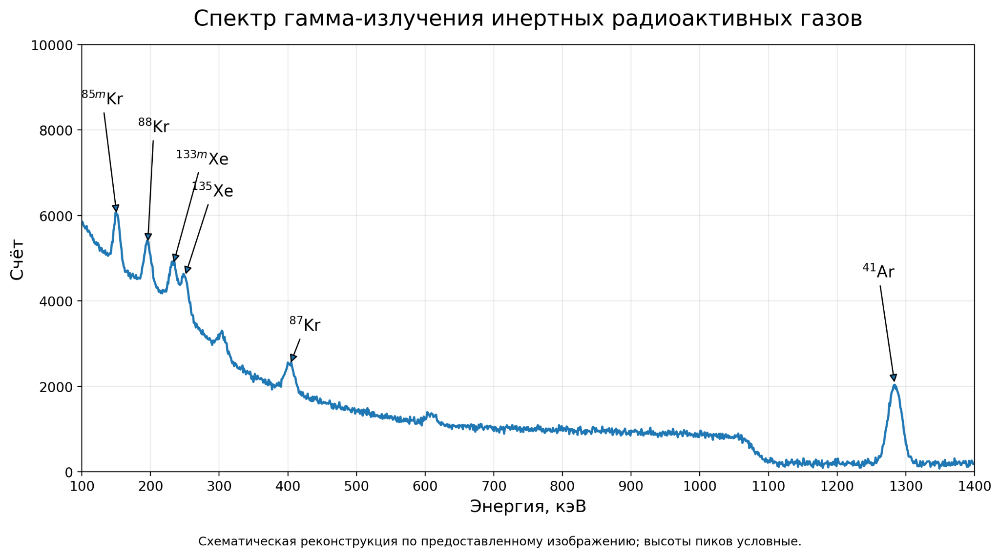 Спектр гамма-излучения инертных радиоактивных газов
10000
8000
6000
4000
2000
0
Счёт
85mKr
88Kr
133mXe
135Xe
87Kr
41Ar
100 200 300 400 500 600 700 800 900 1000 1100 1200 1300 1400
Энергия, кэВ
Схематическая реконструкция по предоставленному изображению; высоты пиков условные.